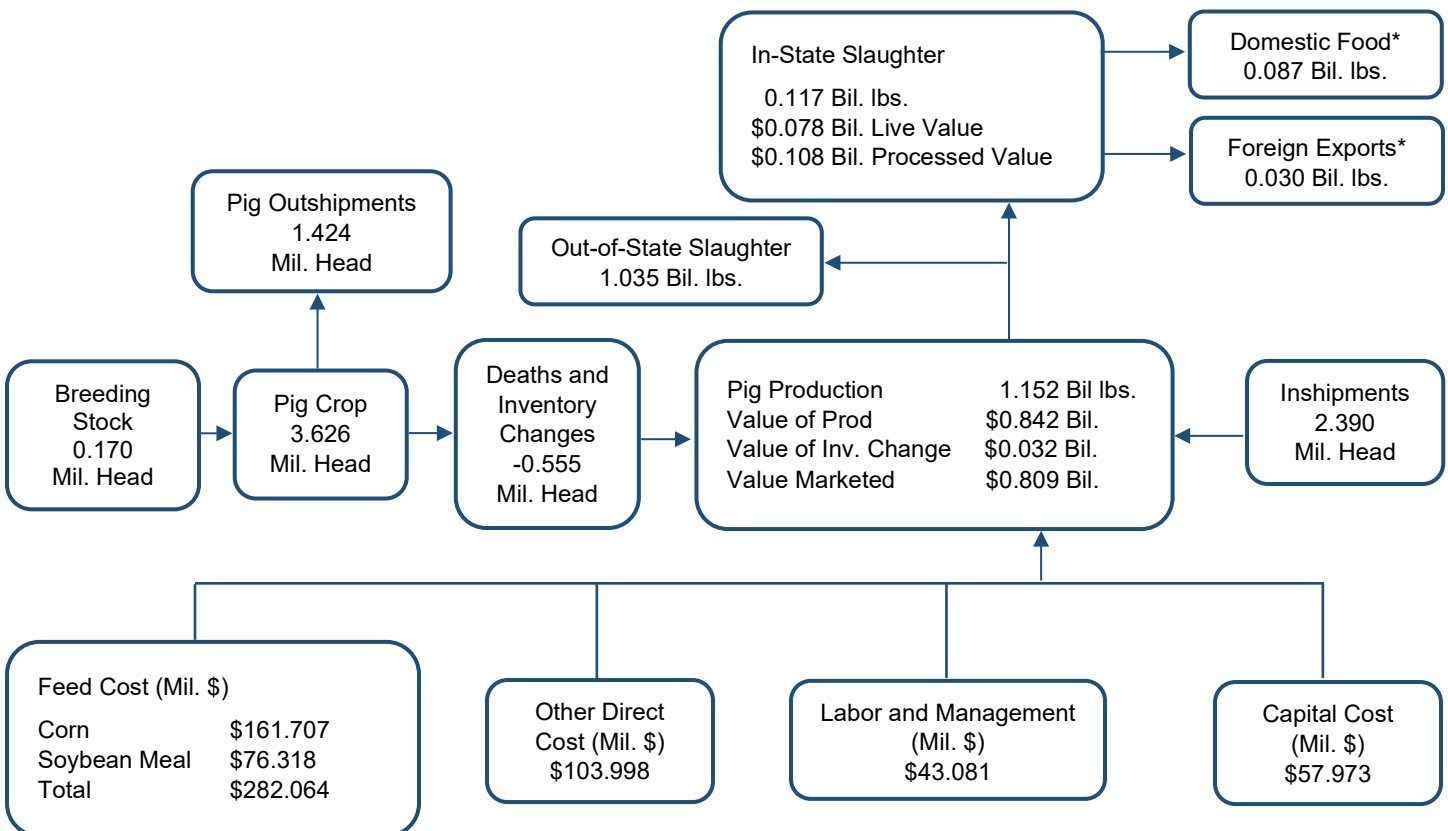 In-State Slaughter
0.117 Bil. lbs.
$0.078 Bil. Live Value
$0.108 Bil. Processed Value
Domestic Food*
0.087 Bil. lbs.
Foreign Exports*
0.030 Bil. lbs.
Pig Outshipments
1.424
Mil. Head
Out-of-State Slaughter
1.035 Bil. lbs.
Breeding
Stock
0.170
Mil. Head
Pig Crop
3.626
Mil. Head
Deaths and
Inventory
Changes
-0.555
Mil. Head
Pig Production 1.152 Bil lbs.
Value of Prod $0.842 Bil.
Value of Inv. Change $0.032 Bil.
Value Marketed $0.809 Bil.
Inshipments
2.390
Mil. Head
Feed Cost (Mil. $)
Corn $161.707
Soybean Meal $76.318
Total $282.064
Other Direct
Cost (Mil. $)
$103.998
Labor and Management
(Mil. $)
$43.081
Capital Cost
(Mil. $)
$57.973